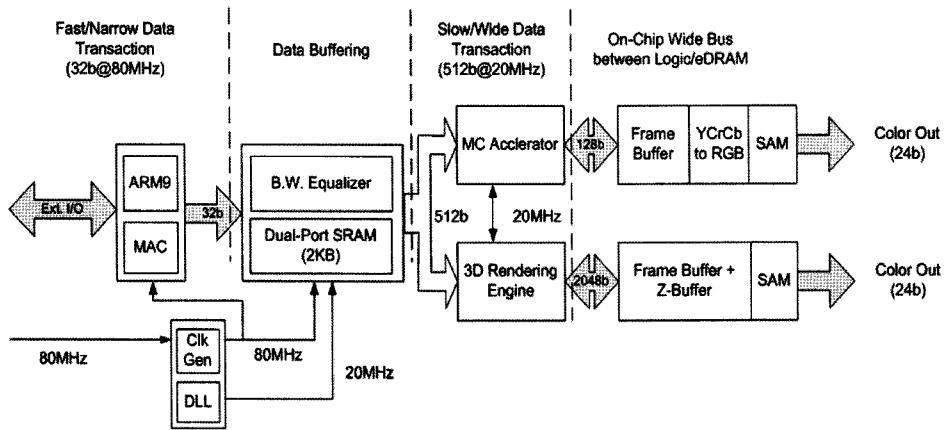 Fast/Narrow Data
Transaction
(32b@80MHz)
Data Buffering
Slow/Wide Data
Transaction
(512b@20MHz)
On-Chip Wide Bus
between Logic/eDRAM
Ext. I/O
ARM9
MAC
32b
B.W. Equalizer
Dual-Port SRAM
(2KB)
512b
MC Acclerator
20MHz
3D Rendering
Engine
128b
Frame
Buffer
YCrCb
to RGB
SAM
Color Out
(24b)
2048b
Frame Buffer +
Z-Buffer
SAM
Color Out
(24b)
80MHz
Clk
Gen
DLL
80MHz
20MHz